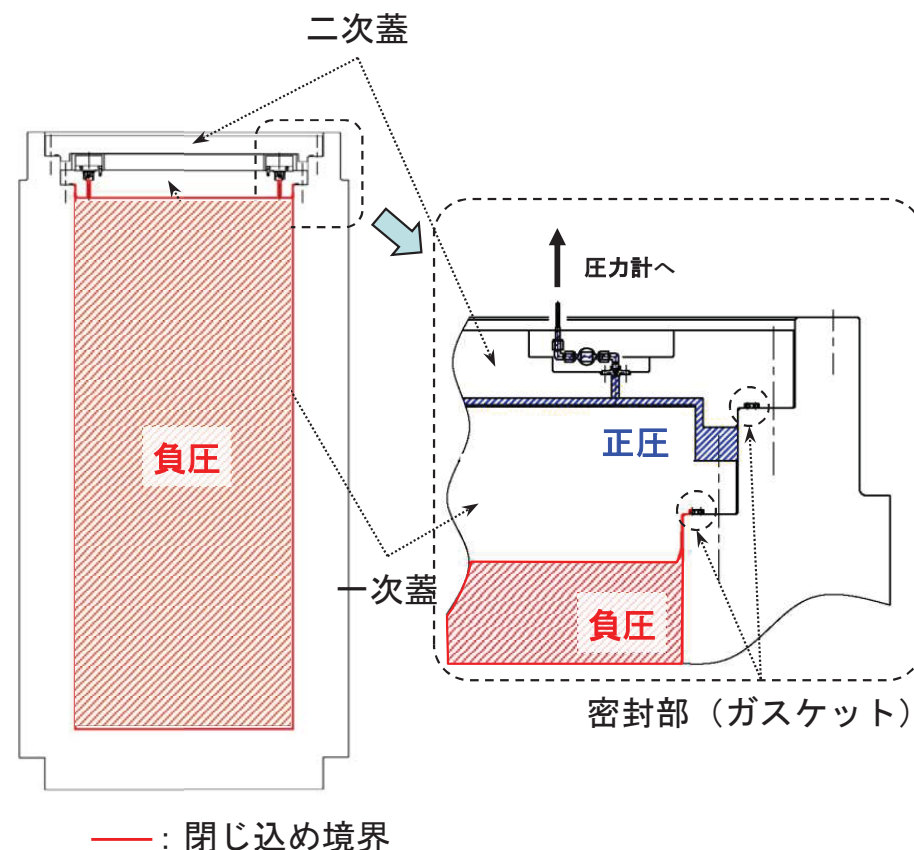 二次蓋
圧力計へ
正圧
負圧
一次蓋
負圧
密封部（ガスケット）
：閉じ込め境界